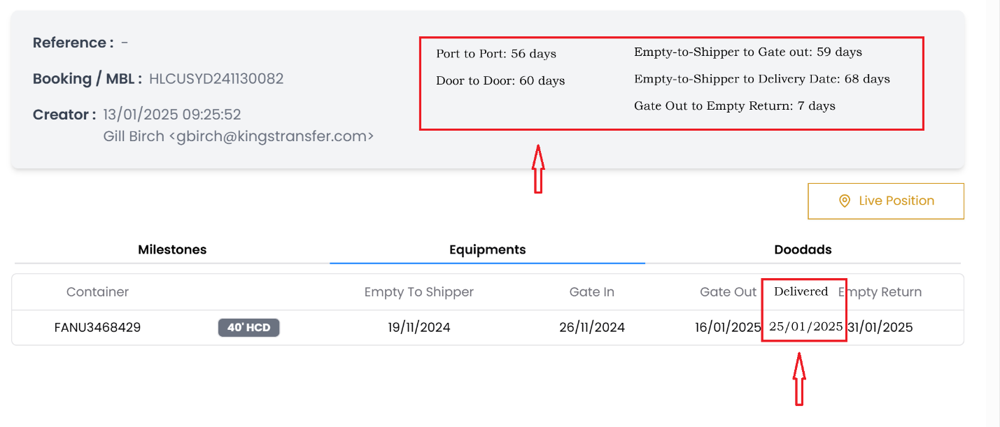 Reference : -
Booking / MBL : HLCUSYD241130082
Creator : 13/01/2025 09:25:52
Gill Birch <gbirch@kingstransfer.com>
Port to Port: 56 days
Door to Door: 60 days
Empty-to-Shipper to Gate out: 59 days
Empty-to-Shipper to Delivery Date: 68 days
Gate Out to Empty Return: 7 days
Live Position
Milestones Equipments Doodads
Container Empty To Shipper Gate In Gate Out Delivered Empty Return
FANU3468429 40' HCD 19/11/2024 26/11/2024 16/01/2025 25/01/2025 31/01/2025